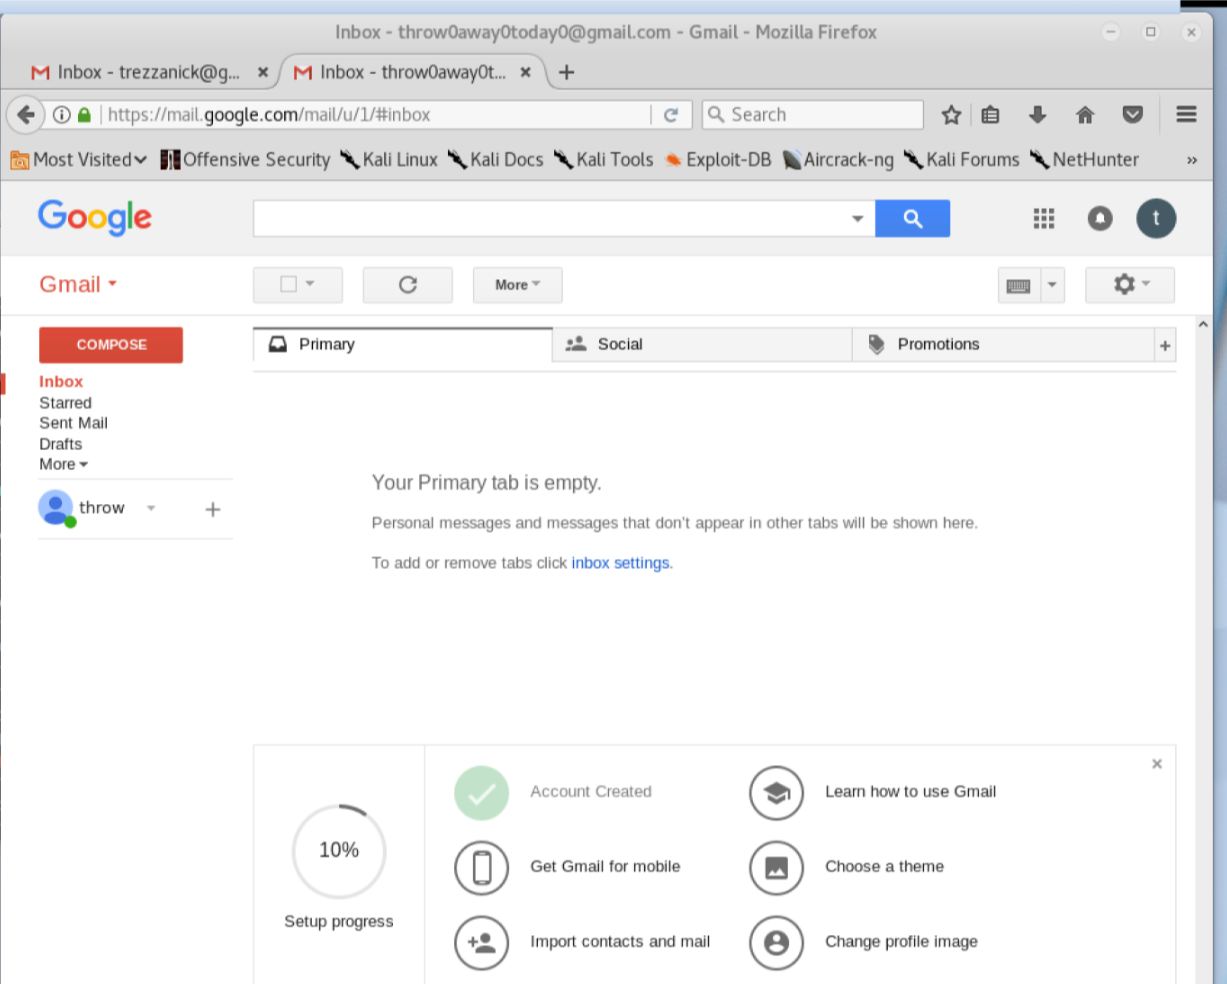 Inbox - throw0away0today0@gmail.com - Gmail - Mozilla Firefox
Inbox - trezzanick@g... Inbox - throw0away0t...
https://mail.google.com/mail/u/1/#inbox Search
Most Visited Offensive Security Kali Linux Kali Docs Kali Tools Exploit-DB Aircrack-ng Kali Forums NetHunter »
Google t
Gmail More
COMPOSE Primary Social Promotions +
Inbox
Starred
Sent Mail
Drafts
More
Your Primary tab is empty.
throw +
Personal messages and messages that don't appear in other tabs will be shown here.
To add or remove tabs click inbox settings.
Account Created Learn how to use Gmail
10%
Get Gmail for mobile Choose a theme
Setup progress
Import contacts and mail Change profile image